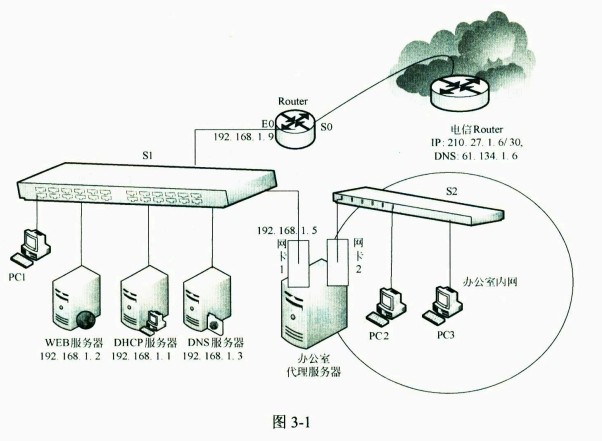 Router
E0
S0
192. 168. 1. 9
电信Router
IP: 210. 27. 1. 6/30,
DNS: 61. 134. 1. 6
S1
S2
192. 168. 1. 5
网卡1
网卡2
PC1
PC2
PC3
办公室内网
WEB服务器
192. 168. 1. 2
DHCP服务器
192. 168. 1. 1
DNS服务器
192. 168. 1. 3
办公室
代理服务器
图 3-1